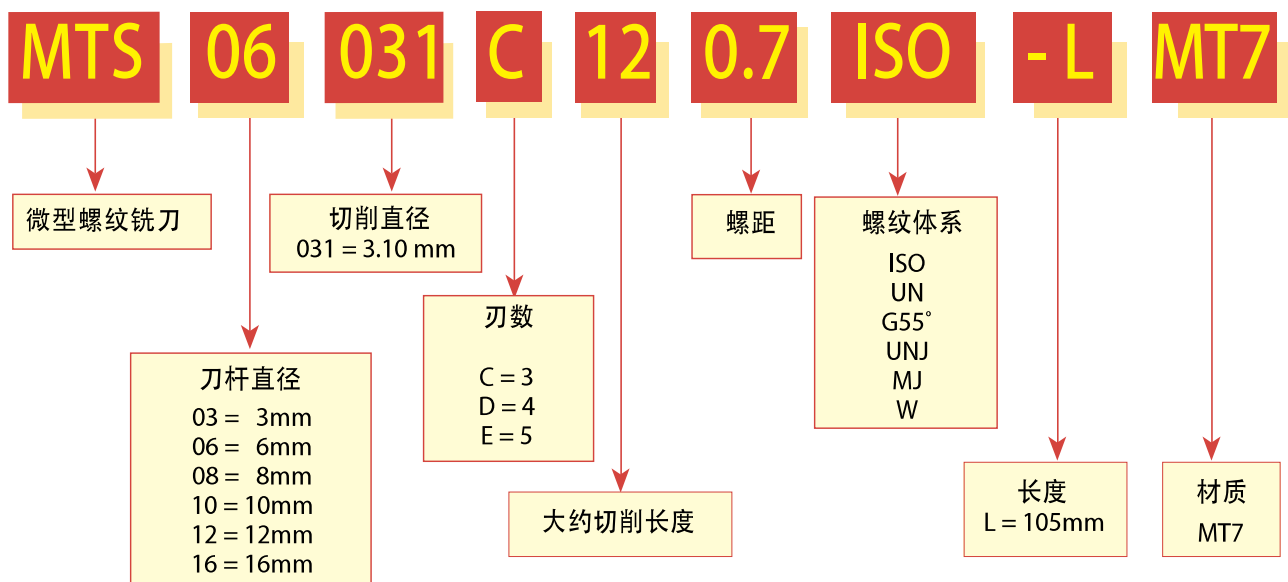 MTS 06 031 C 12 0.7 ISO - L MT7
微型螺纹铣刀
刀杆直径
03 = 3mm
06 = 6mm
08 = 8mm
10 = 10mm
12 = 12mm
16 = 16mm
切削直径
031 = 3.10 mm
刃数
C = 3
D = 4
E = 5
大约切削长度
螺距
螺纹体系
ISO
UN
G55°
UNJ
MJ
W
长度
L = 105mm
材质
MT7